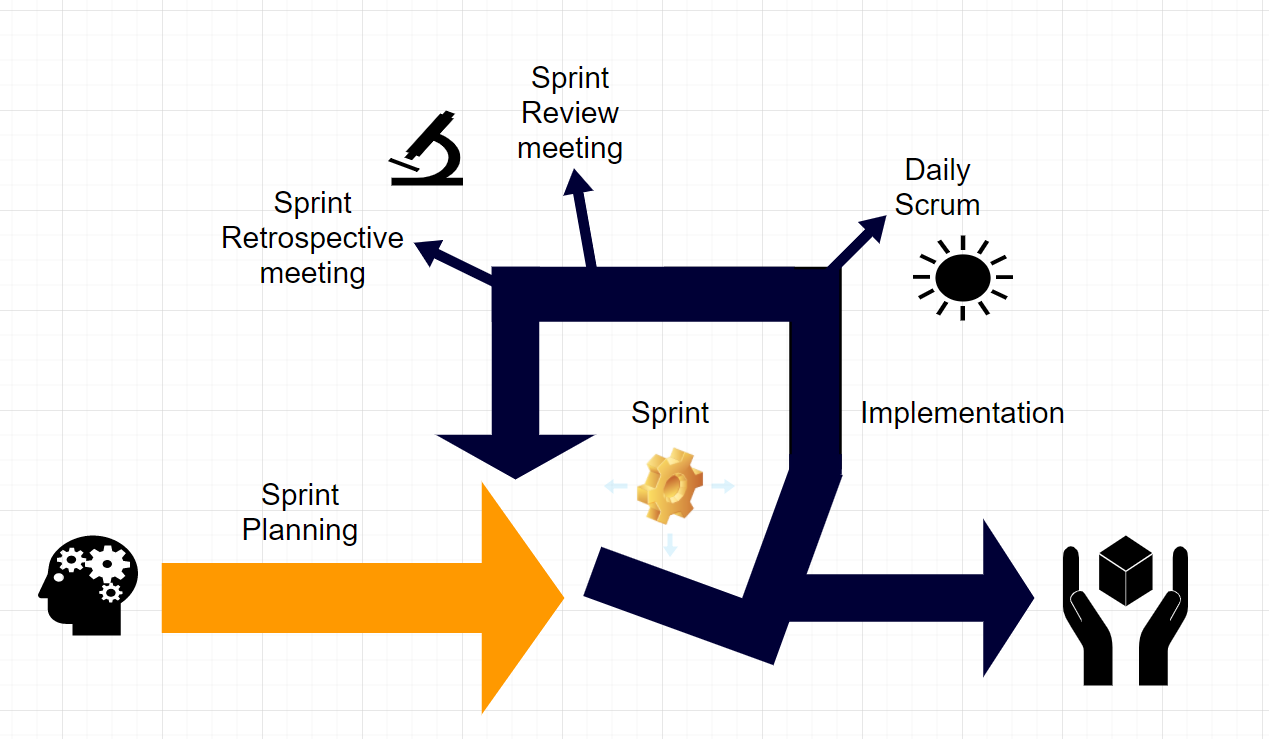 Sprint
Review
meeting
Daily
Scrum
Sprint
Retrospective
meeting
Sprint
Implementation
Sprint
Planning